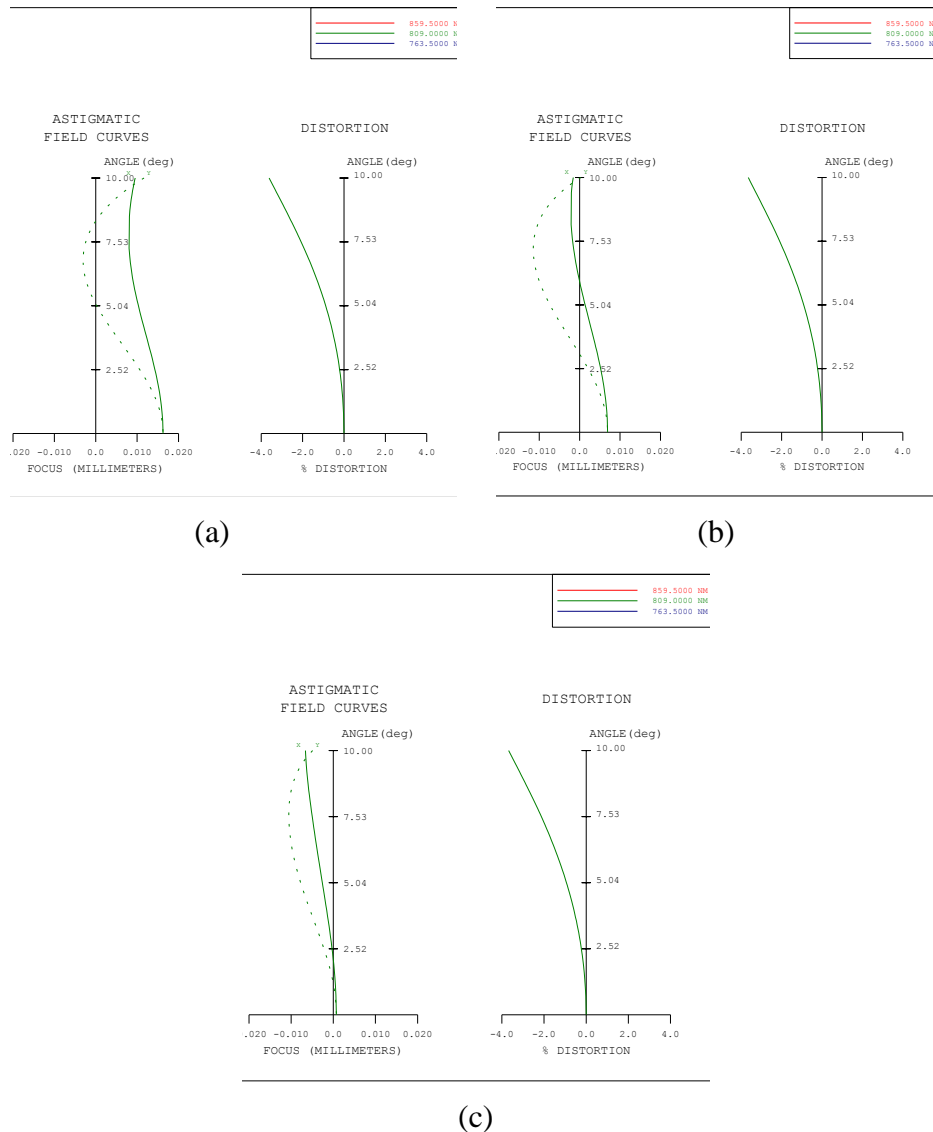 859.5000 N
809.0000 N
763.5000 N
ASTIGMATIC
FIELD CURVES
DISTORTION
ANGLE(deg)
ANGLE(deg)
X Y
10.00
10.00
7.53
7.53
5.04
5.04
2.52
2.52
.020 -0.010 0.0 0.010 0.020
-4.0 -2.0 0.0 2.0 4.0
FOCUS (MILLIMETERS)
% DISTORTION
(a)
859.5000 N
809.0000 N
763.5000 N
ASTIGMATIC
FIELD CURVES
DISTORTION
ANGLE(deg)
ANGLE(deg)
X Y
10.00
10.00
7.53
7.53
5.04
5.04
2.52
2.52
.020 -0.010 0.0 0.010 0.020
-4.0 -2.0 0.0 2.0 4.0
FOCUS (MILLIMETERS)
% DISTORTION
(b)
859.5000 NM
809.0000 NM
763.5000 NM
ASTIGMATIC
FIELD CURVES
DISTORTION
ANGLE(deg)
ANGLE(deg)
X Y
10.00
10.00
7.53
7.53
5.04
5.04
2.52
2.52
.020 -0.010 0.0 0.010 0.020
-4.0 -2.0 0.0 2.0 4.0
FOCUS (MILLIMETERS)
% DISTORTION
(c)